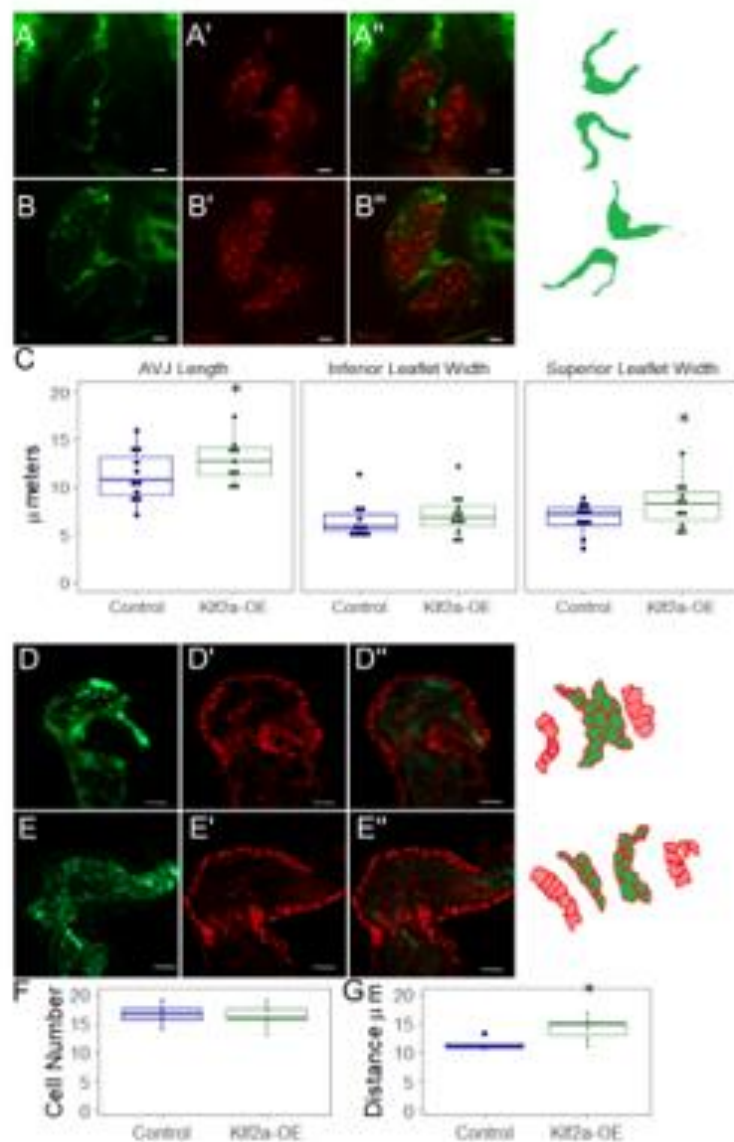 A A' A"
B B' B"
C
AVJ Length Inferior Leaflet Width Superior Leaflet Width
20 * *
15
10
5
0
μmeters
Control Klf2a-OE Control Klf2a-OE Control Klf2a-OE
D D' D"
E E' E"
F G
20 20 *
15 15
10 10
5 5
0 0
Cell Number Distance μm
Control Klf2a-OE Control Klf2a-OE